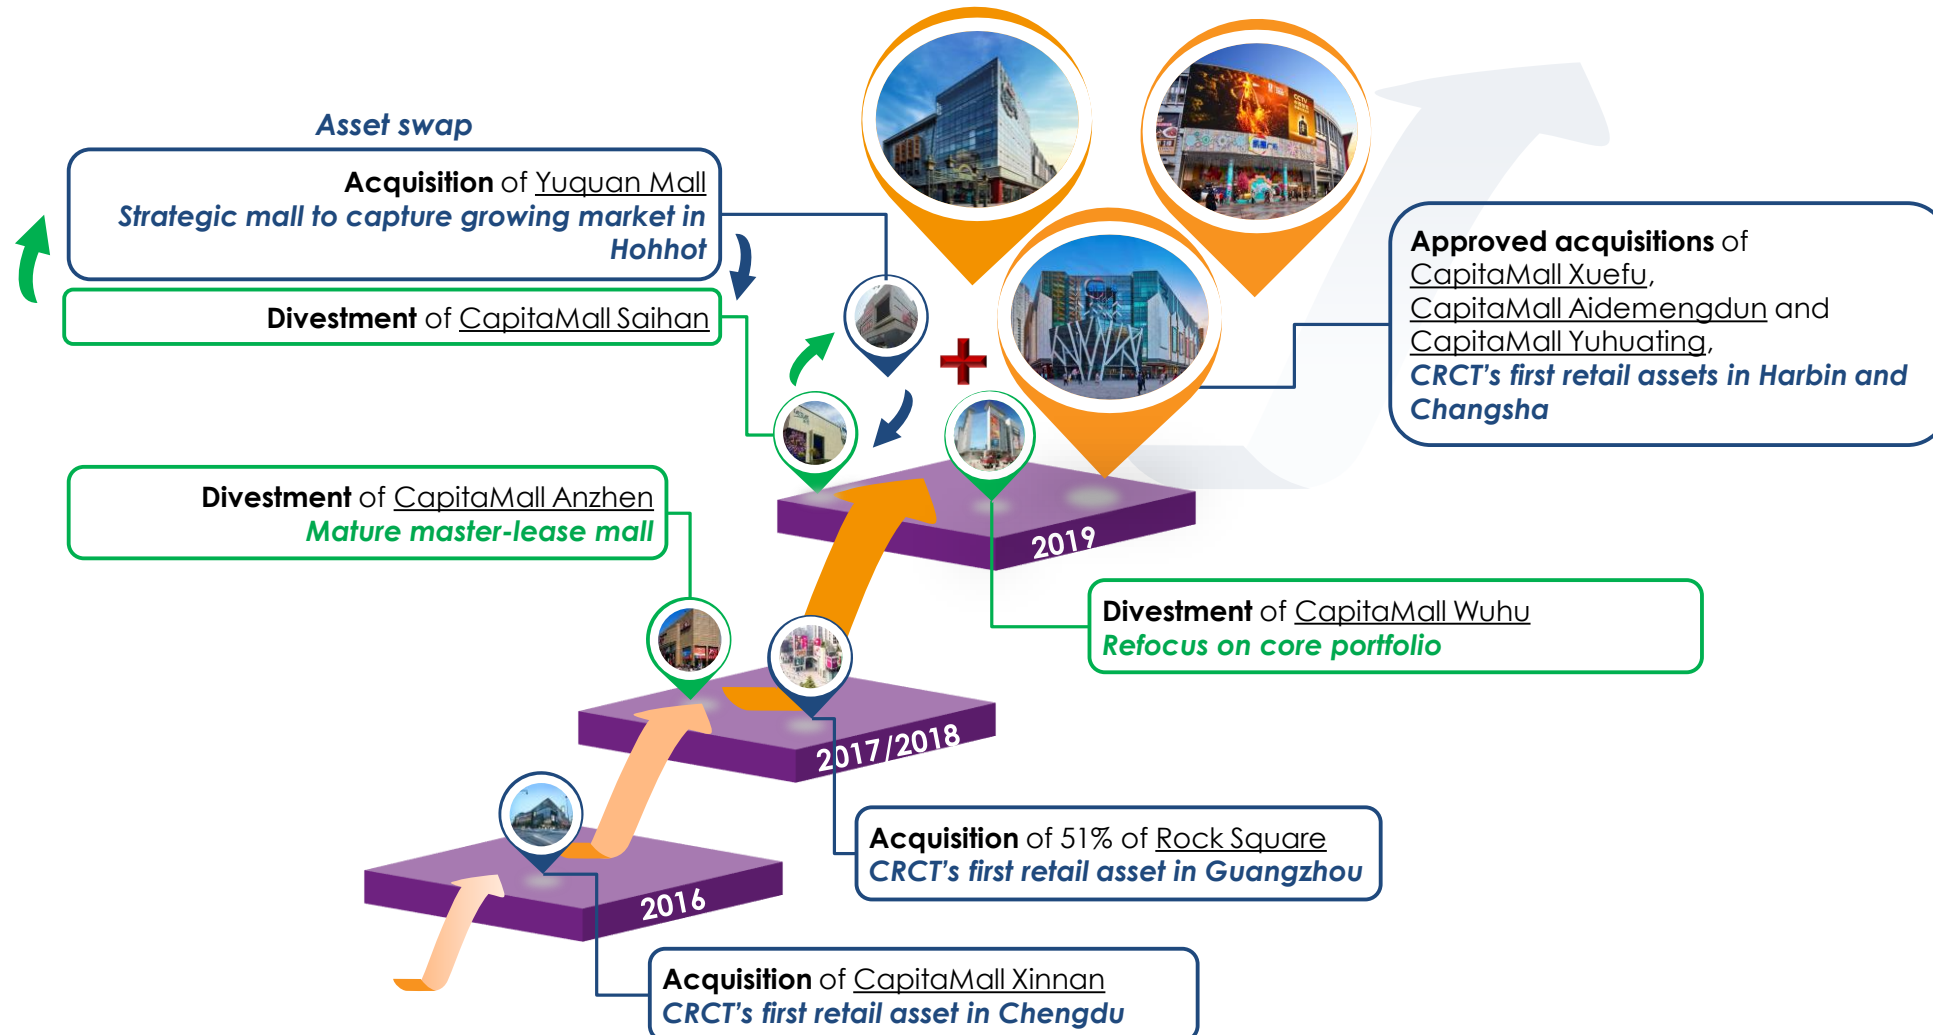 Asset swap
Acquisition of Yuquan Mall
Strategic mall to capture growing market in
Hohhot
Divestment of CapitaMall Saihan
Approved acquisitions of
CapitaMall Xuefu,
CapitaMall Aidemengdun and
CapitaMall Yuhuating,
CRCT's first retail assets in Harbin and
Changsha
Divestment of CapitaMall Anzhen
Mature master-lease mall
2019
Divestment of CapitaMall Wuhu
Refocus on core portfolio
2017/2018
Acquisition of 51% of Rock Square
CRCT's first retail asset in Guangzhou
2016
Acquisition of CapitaMall Xinnan
CRCT's first retail asset in Chengdu